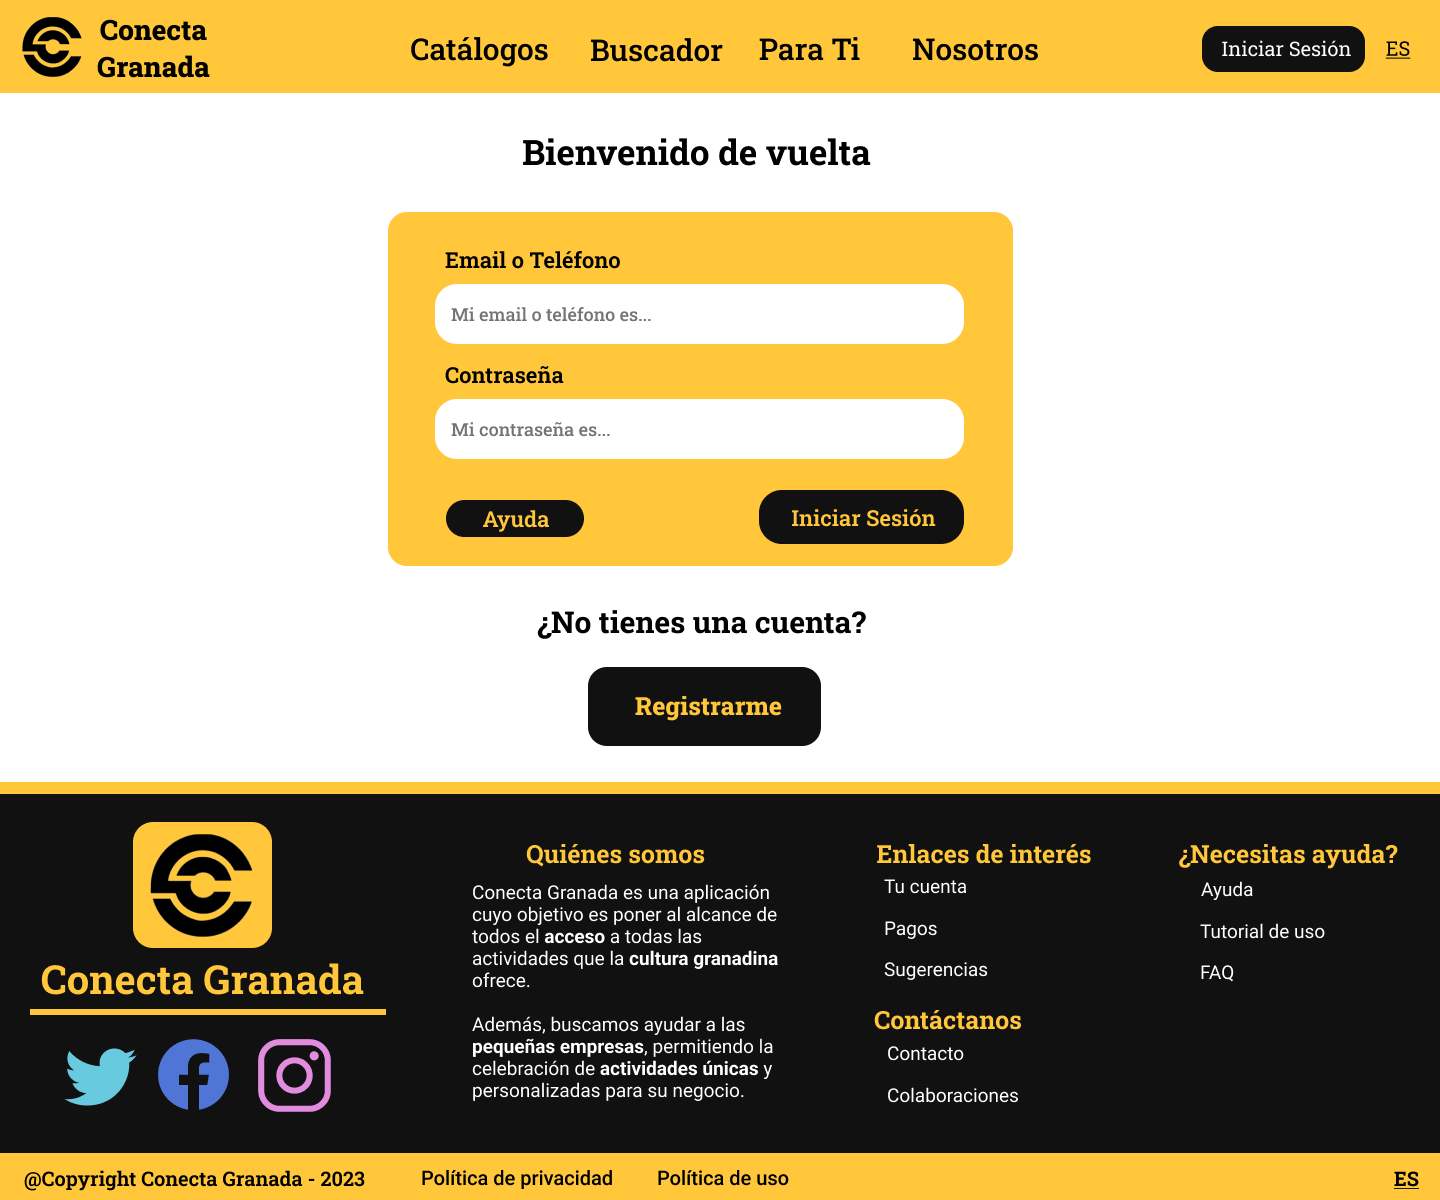 Conecta
Granada
Catálogos
Buscador
Para Ti
Nosotros
Iniciar Sesión
ES
Bienvenido de vuelta
Email o Teléfono
Mi email o teléfono es...
Contraseña
Mi contraseña es...
Ayuda
Iniciar Sesión
¿No tienes una cuenta?
Registrarme
Conecta Granada
Quiénes somos
Conecta Granada es una aplicación
cuyo objetivo es poner al alcance de
todos el acceso a todas las
actividades que la cultura granadina
ofrece.
Además, buscamos ayudar a las
pequeñas empresas, permitiendo la
celebración de actividades únicas y
personalizadas para su negocio.
Enlaces de interés
Tu cuenta
Pagos
Sugerencias
Contáctanos
Contacto
Colaboraciones
¿Necesitas ayuda?
Ayuda
Tutorial de uso
FAQ
@Copyright Conecta Granada - 2023
Política de privacidad
Política de uso
ES